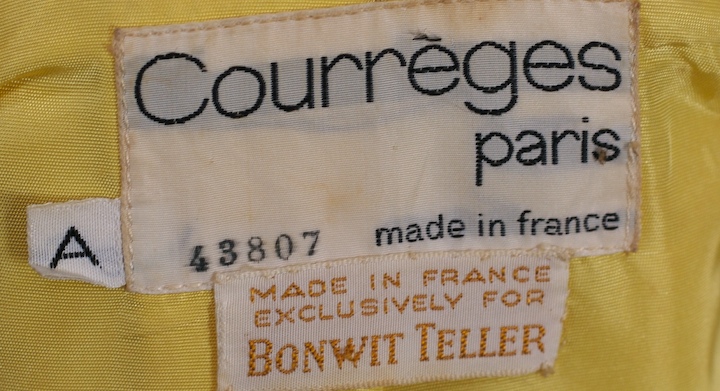 Courrèges
paris
A
43807 made in france
MADE IN FRANCE
EXCLUSIVELY FOR
BONWIT TELLER